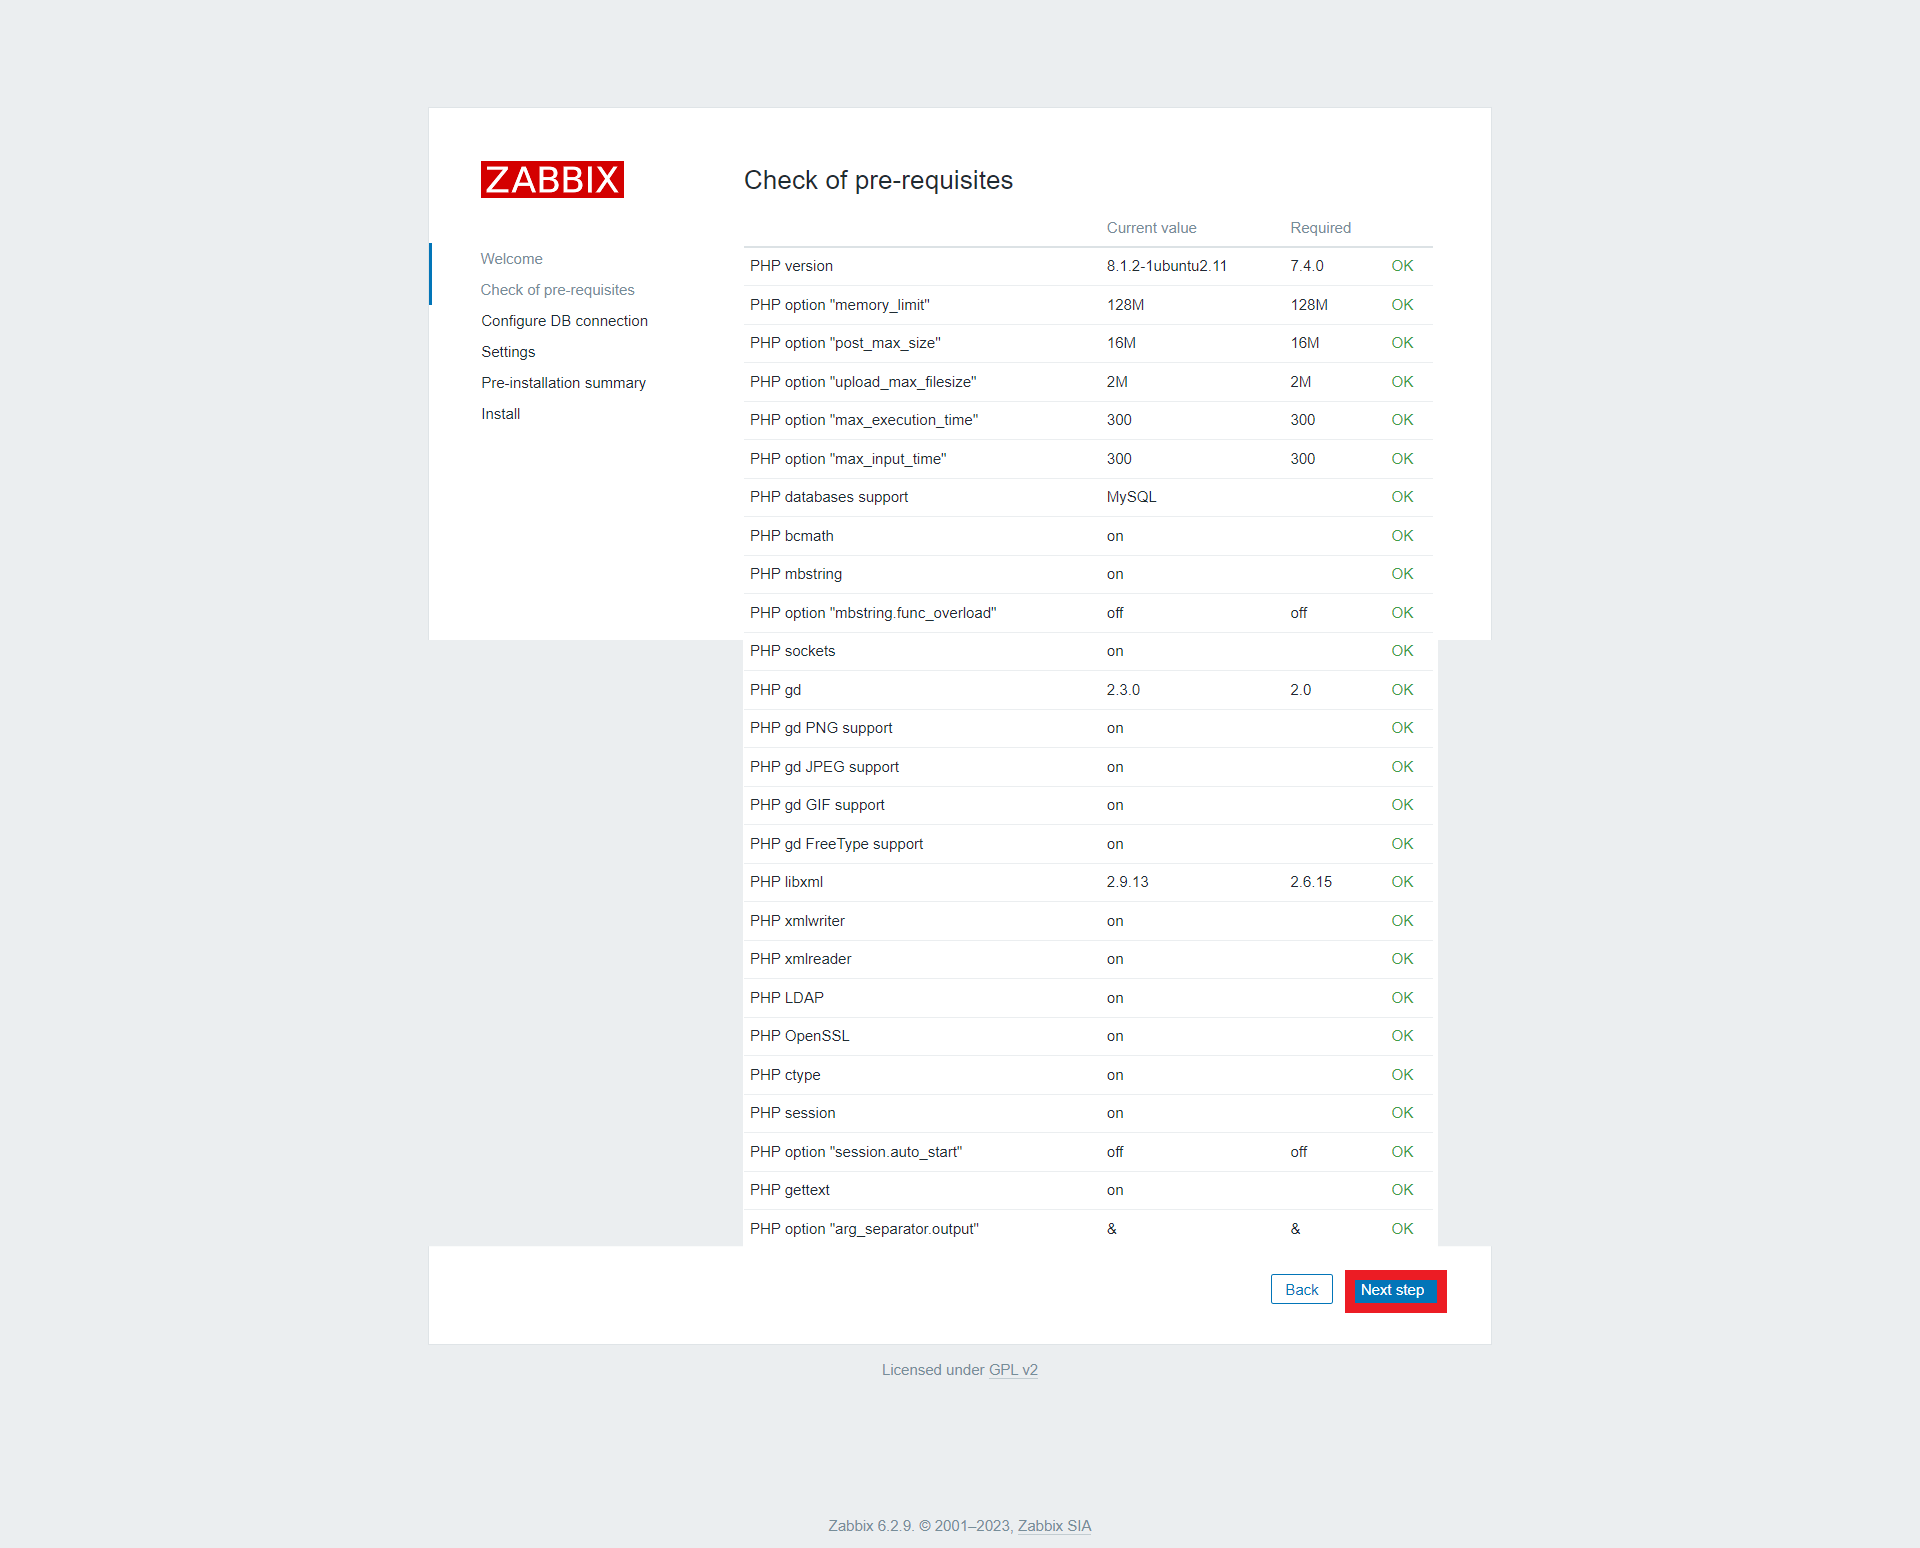 ZABBIX
Welcome
Check of pre-requisites
Configure DB connection
Settings
Pre-installation summary
Install
Check of pre-requisites
Current value Required
PHP version 8.1.2-1ubuntu2.11 7.4.0 OK
PHP option "memory_limit" 128M 128M OK
PHP option "post_max_size" 16M 16M OK
PHP option "upload_max_filesize" 2M 2M OK
PHP option "max_execution_time" 300 300 OK
PHP option "max_input_time" 300 300 OK
PHP databases support MySQL OK
PHP bcmath on OK
PHP mbstring on OK
PHP option "mbstring.func_overload" off off OK
PHP sockets on OK
PHP gd 2.3.0 2.0 OK
PHP gd PNG support on OK
PHP gd JPEG support on OK
PHP gd GIF support on OK
PHP gd FreeType support on OK
PHP libxml 2.9.13 2.6.15 OK
PHP xmlwriter on OK
PHP xmlreader on OK
PHP LDAP on OK
PHP OpenSSL on OK
PHP ctype on OK
PHP session on OK
PHP option "session.auto_start" off off OK
PHP gettext on OK
PHP option "arg_separator.output" & & OK
Back Next step
Licensed under GPL v2
Zabbix 6.2.9. © 2001–2023, Zabbix SIA